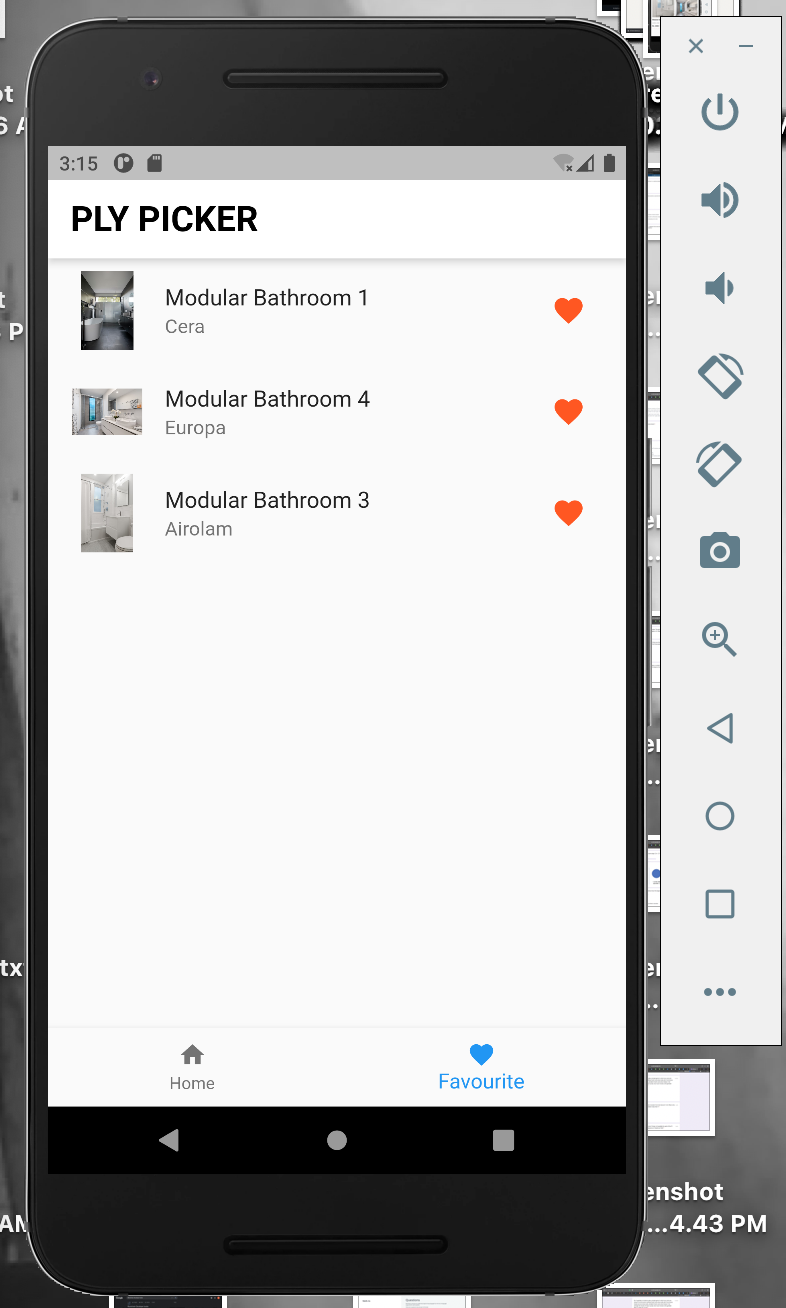 3:15
PLY PICKER
Modular Bathroom 1
Cera
Modular Bathroom 4
Europa
Modular Bathroom 3
Airolam
Home
Favourite
enshot
...4.43 PM